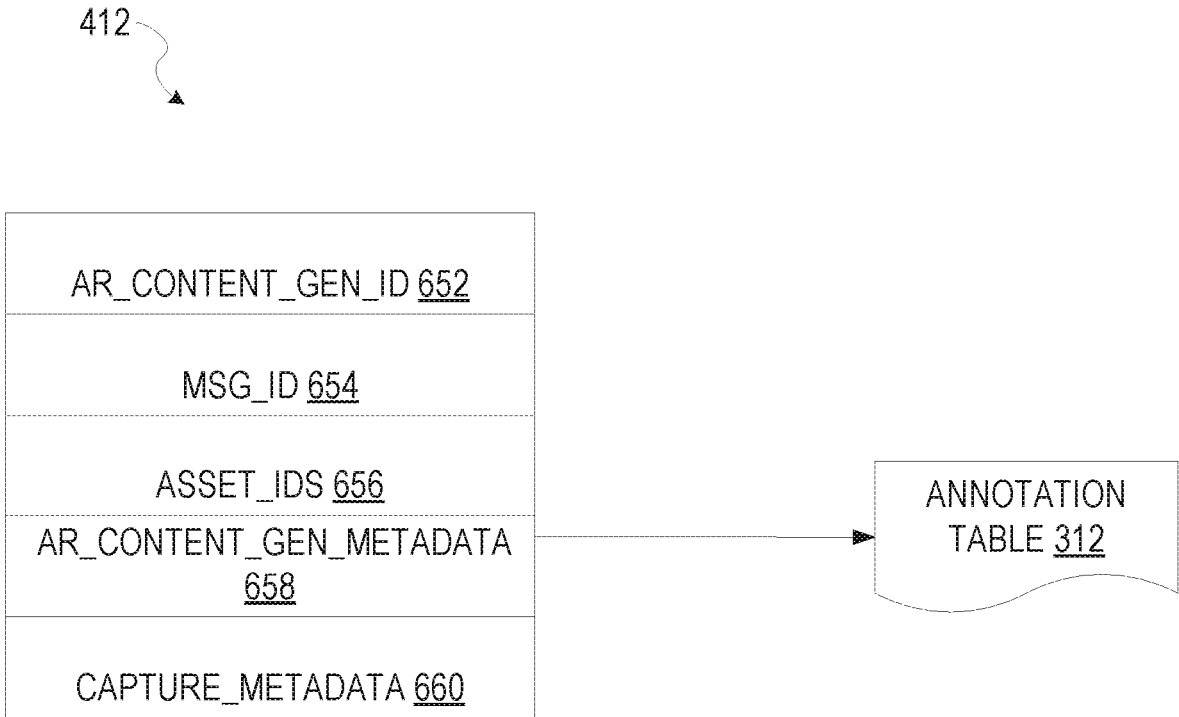 412
AR_CONTENT_GEN_ID 652
MSG_ID 654
ASSET_IDS 656
AR_CONTENT_GEN_METADATA
658
ANNOTATION
TABLE 312
CAPTURE_METADATA 660